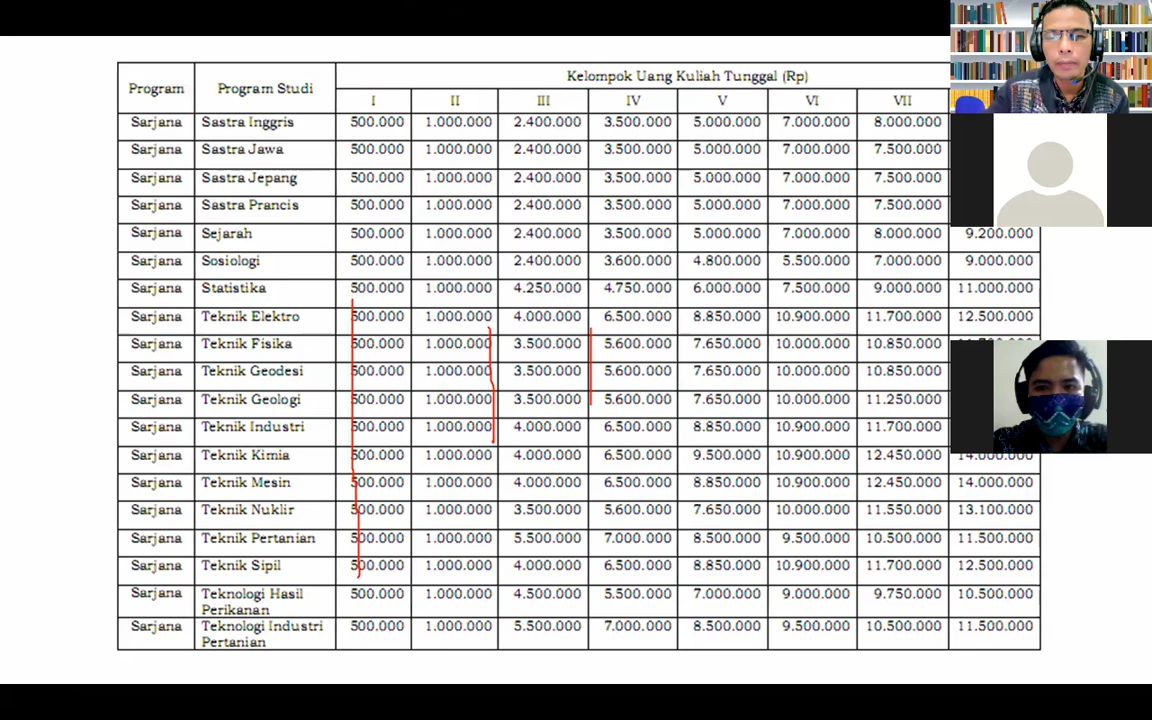 Program Program Studi Kelompok Uang Kuliah Tunggal (Rp)
I II III IV V VI VII
Sarjana Sastra Inggris 500.000 1.000.000 2.400.000 3.500.000 5.000.000 7.000.000 8.000.000
Sarjana Sastra Jawa 500.000 1.000.000 2.400.000 3.500.000 5.000.000 7.000.000 7.500.000
Sarjana Sastra Jepang 500.000 1.000.000 2.400.000 3.500.000 5.000.000 7.000.000 7.500.000
Sarjana Sastra Prancis 500.000 1.000.000 2.400.000 3.500.000 5.000.000 7.000.000 7.500.000
Sarjana Sejarah 500.000 1.000.000 2.400.000 3.500.000 5.000.000 7.000.000 8.000.000 9.200.000
Sarjana Sosiologi 500.000 1.000.000 2.400.000 3.600.000 4.800.000 5.500.000 7.000.000 9.000.000
Sarjana Statistika 500.000 1.000.000 4.250.000 4.750.000 6.000.000 7.500.000 9.000.000 11.000.000
Sarjana Teknik Elektro 500.000 1.000.000 4.000.000 6.500.000 8.850.000 10.900.000 11.700.000 12.500.000
Sarjana Teknik Fisika 500.000 1.000.000 3.500.000 5.600.000 7.650.000 10.000.000 10.850.000
Sarjana Teknik Geodesi 500.000 1.000.000 3.500.000 5.600.000 7.650.000 10.000.000 10.850.000
Sarjana Teknik Geologi 500.000 1.000.000 3.500.000 5.600.000 7.650.000 10.000.000 11.250.000
Sarjana Teknik Industri 500.000 1.000.000 4.000.000 6.500.000 8.850.000 10.900.000 11.700.000
Sarjana Teknik Kimia 500.000 1.000.000 4.000.000 6.500.000 9.500.000 10.900.000 12.450.000 14.000.000
Sarjana Teknik Mesin 500.000 1.000.000 4.000.000 6.500.000 8.850.000 10.900.000 12.450.000 14.000.000
Sarjana Teknik Nuklir 500.000 1.000.000 3.500.000 5.600.000 7.650.000 10.000.000 11.550.000 13.100.000
Sarjana Teknik Pertanian 500.000 1.000.000 5.500.000 7.000.000 8.500.000 9.500.000 10.500.000 11.500.000
Sarjana Teknik Sipil 500.000 1.000.000 4.000.000 6.500.000 8.850.000 10.900.000 11.700.000 12.500.000
Sarjana Teknologi Hasil 500.000 1.000.000 4.500.000 5.500.000 7.000.000 9.000.000 9.750.000 10.500.000
Perikanan
Sarjana Teknologi Industri 500.000 1.000.000 5.500.000 7.000.000 8.500.000 9.500.000 10.500.000 11.500.000
Pertanian